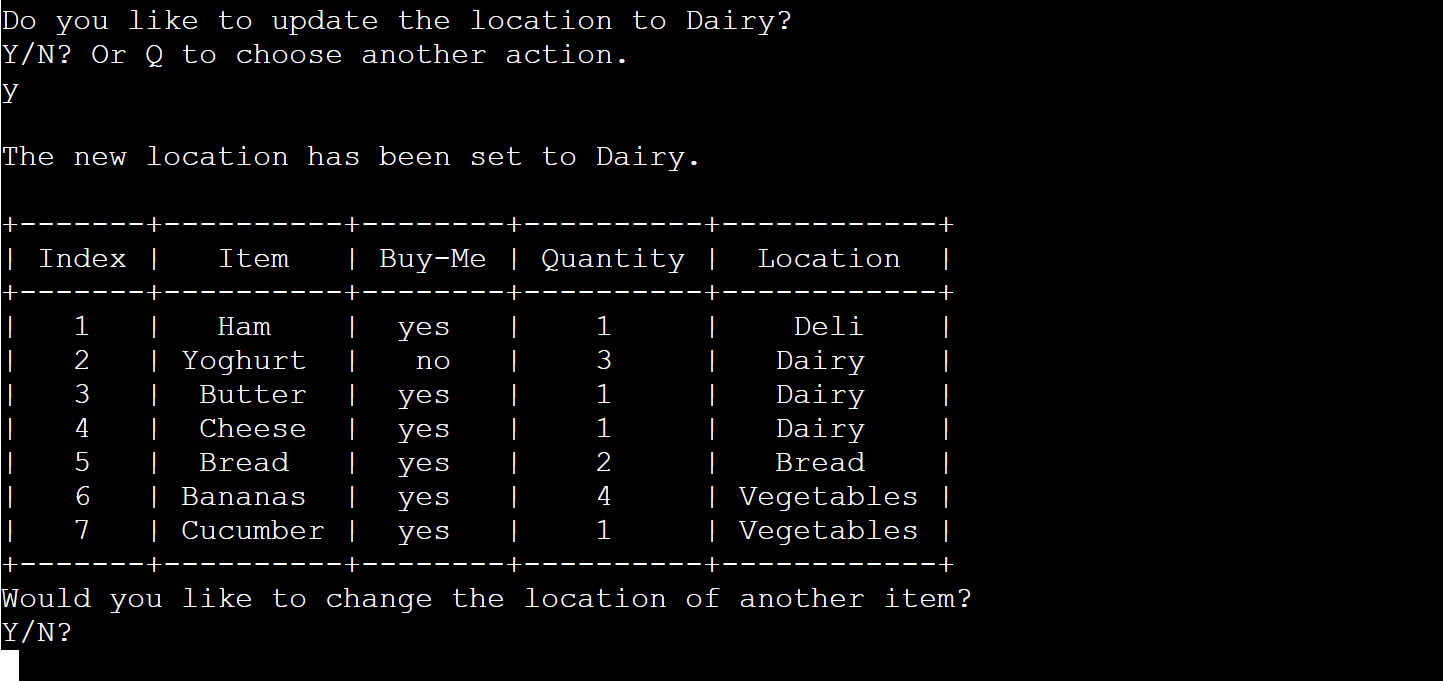 Do you like to update the location to Dairy?
Y/N? Or Q to choose another action.
y
The new location has been set to Dairy.
+-------+----------+--------+----------+------------+
| Index |   Item   | Buy-Me | Quantity |  Location  |
+-------+----------+--------+----------+------------+
|   1   |   Ham    |  yes   |    1     |    Deli    |
|   2   | Yoghurt  |   no   |    3     |   Dairy    |
|   3   |  Butter  |  yes   |    1     |   Dairy    |
|   4   |  Cheese  |  yes   |    1     |   Dairy    |
|   5   |  Bread   |  yes   |    2     |   Bread    |
|   6   | Bananas  |  yes   |    4     | Vegetables |
|   7   | Cucumber |  yes   |    1     | Vegetables |
+-------+----------+--------+----------+------------+
Would you like to change the location of another item?
Y/N?